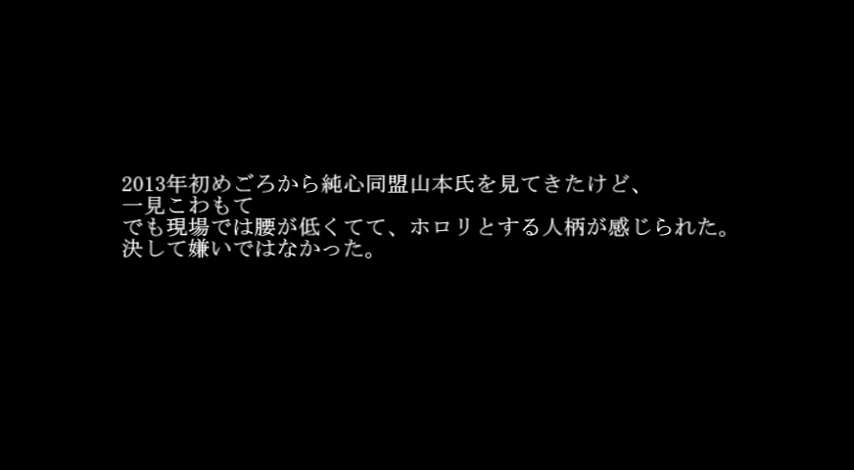 2013年初めごろから純心同盟山本氏を見てきたけど、
一見こわもて
でも現場では腰が低くてて、ホロリとする人柄が感じられた。
決して嫌いではなかった。